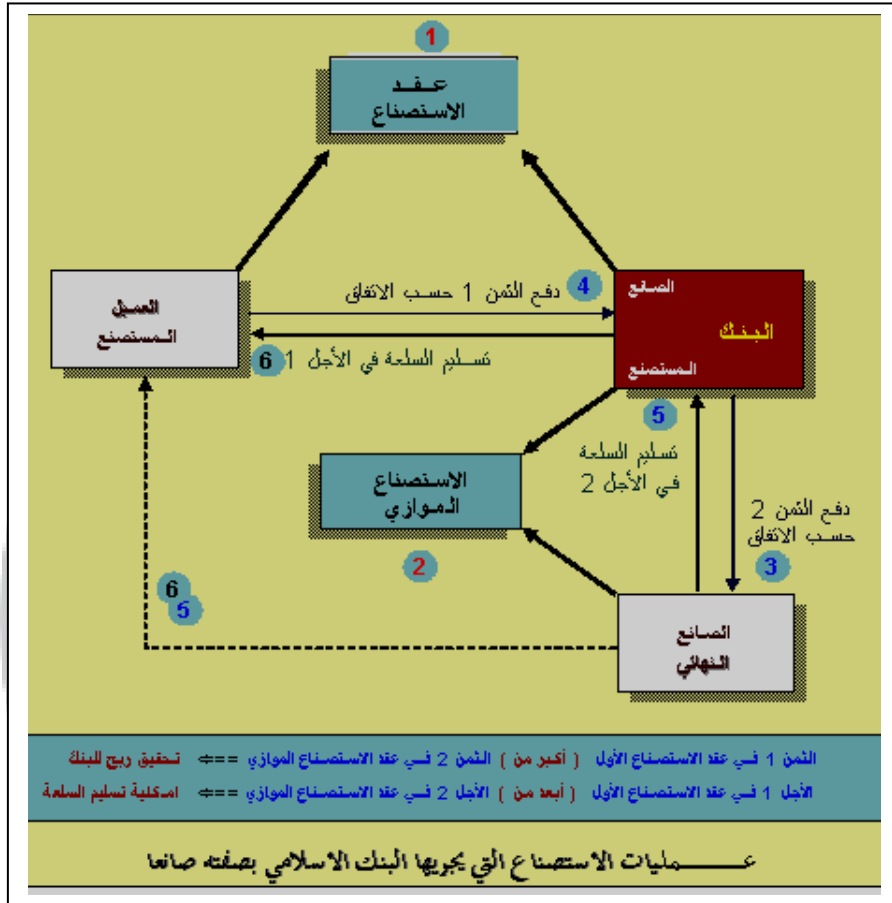 1
عـقـد
الاستصناع
العميل
المستصنع
دفع الثمن 1 حسب الاتفاق 4
6 تسليم السلعة في الأجل 1
الصانع
البنك
المستصنع
5
تسليم السلعة
في الأجل 2
دفع الثمن 2
حسب الاتفاق
3
الاستصناع
الموازي
2
6
5
الصانع
النهائي
الثمن 1 في عقد الاستصناع الأول ( أكبر من ) الثمن 2 في عقد الاستصناع الموازي ==⇒ تحقيق ربح للبنك
الأجل 1 في عقد الاستصناع الأول ( أبعد من ) الأجل 2 في عقد الاستصناع الموازي ==⇒ امكلية تسليم السلعة
عـــــمليات الاستصناع التي يجريها البنك الاسلامي بصفته صانعا